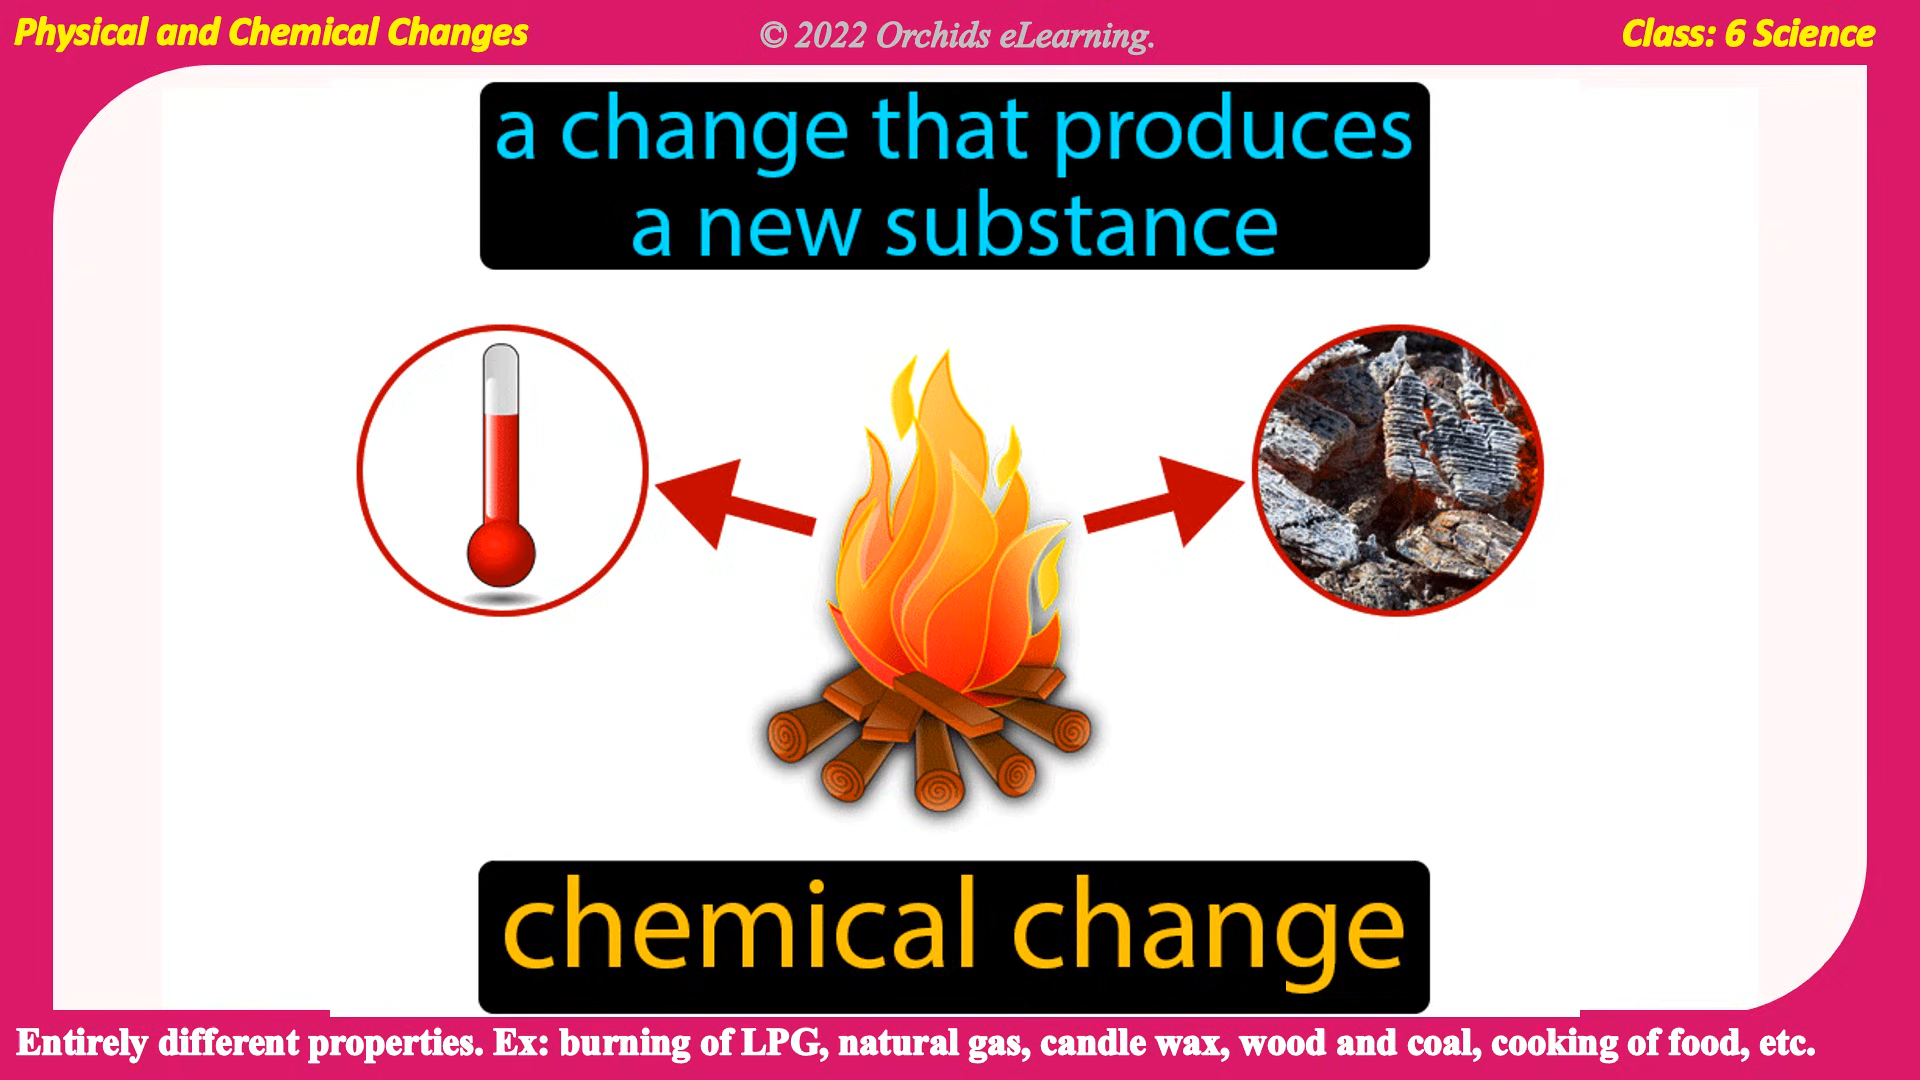 Physical and Chemical Changes
© 2022 Orchids eLearning.
Class: 6 Science
a change that produces
a new substance
chemical change
Entirely different properties. Ex: burning of LPG, natural gas, candle wax, wood and coal, cooking of food, etc.